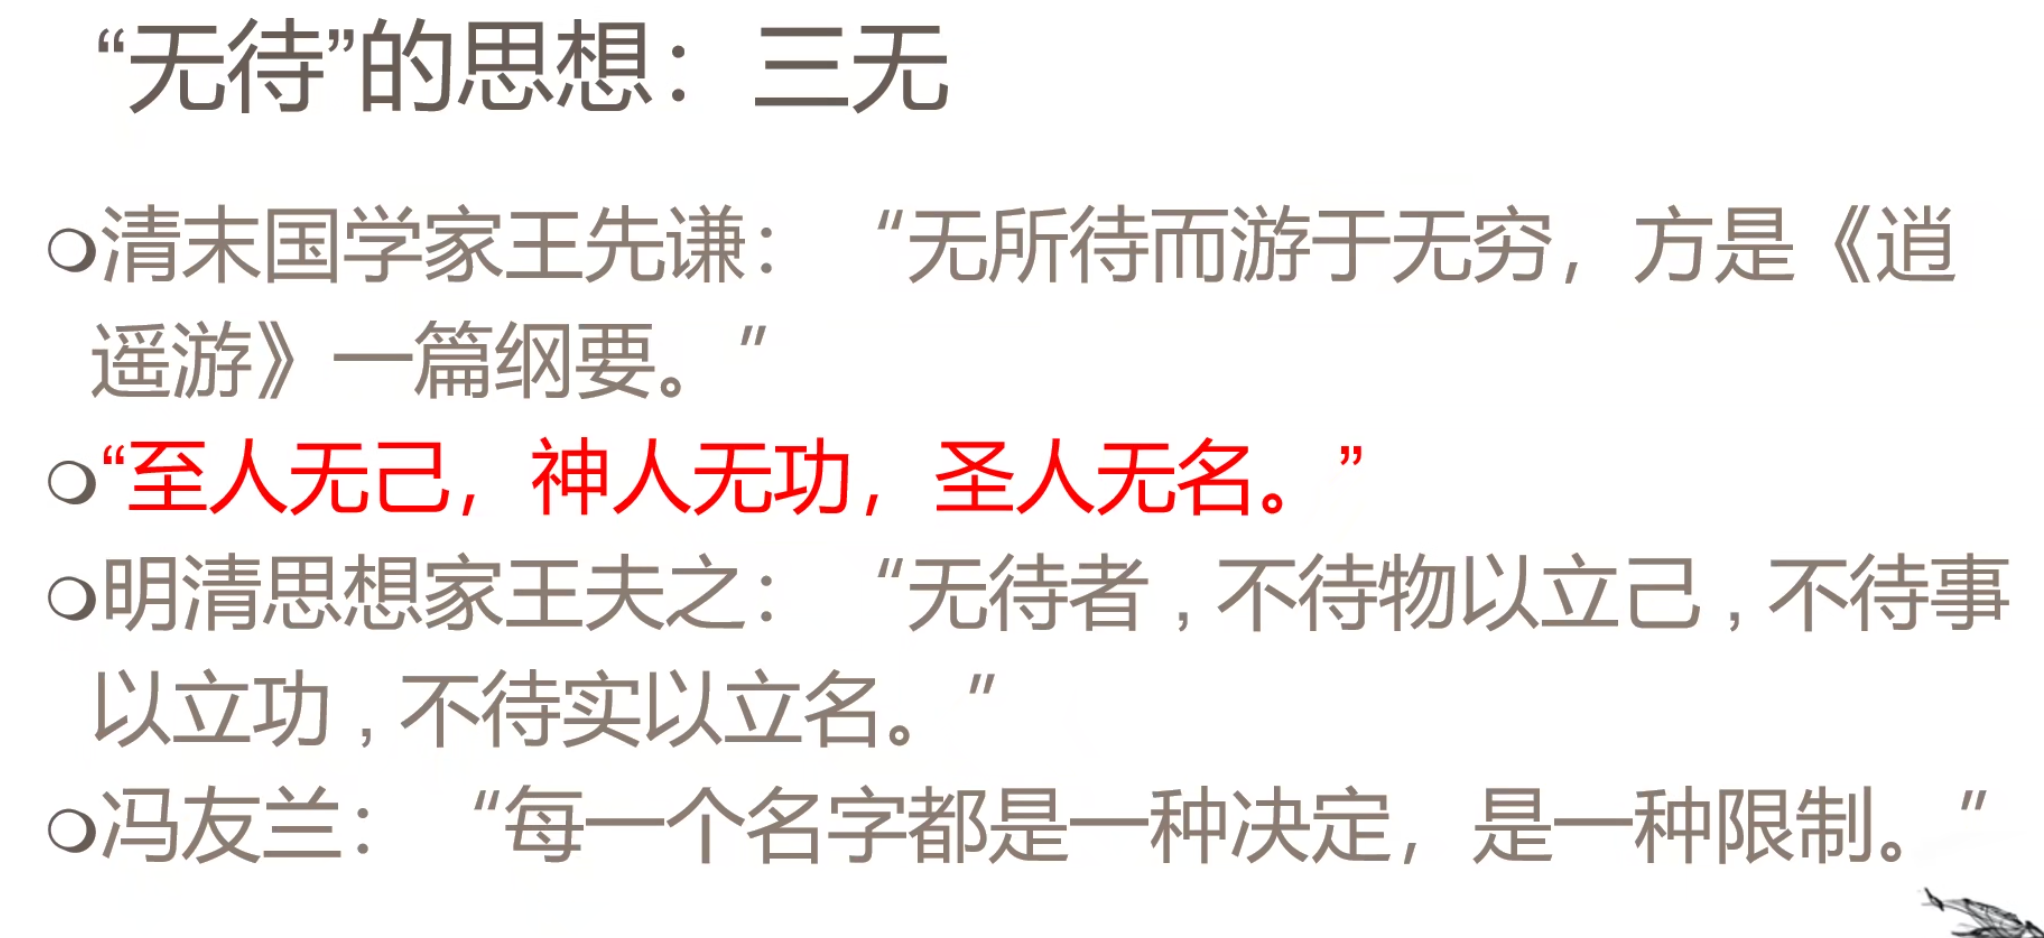 “无待”的思想：三无
清末国学家王先谦：“无所待而游于无穷，方是《逍
遥游》一篇纲要。”
“至人无己，神人无功，圣人无名。”
明清思想家王夫之：“无待者,不待物以立己,不待事
以立功,不待实以立名。”
冯友兰：“每一个名字都是一种决定，是一种限制。”